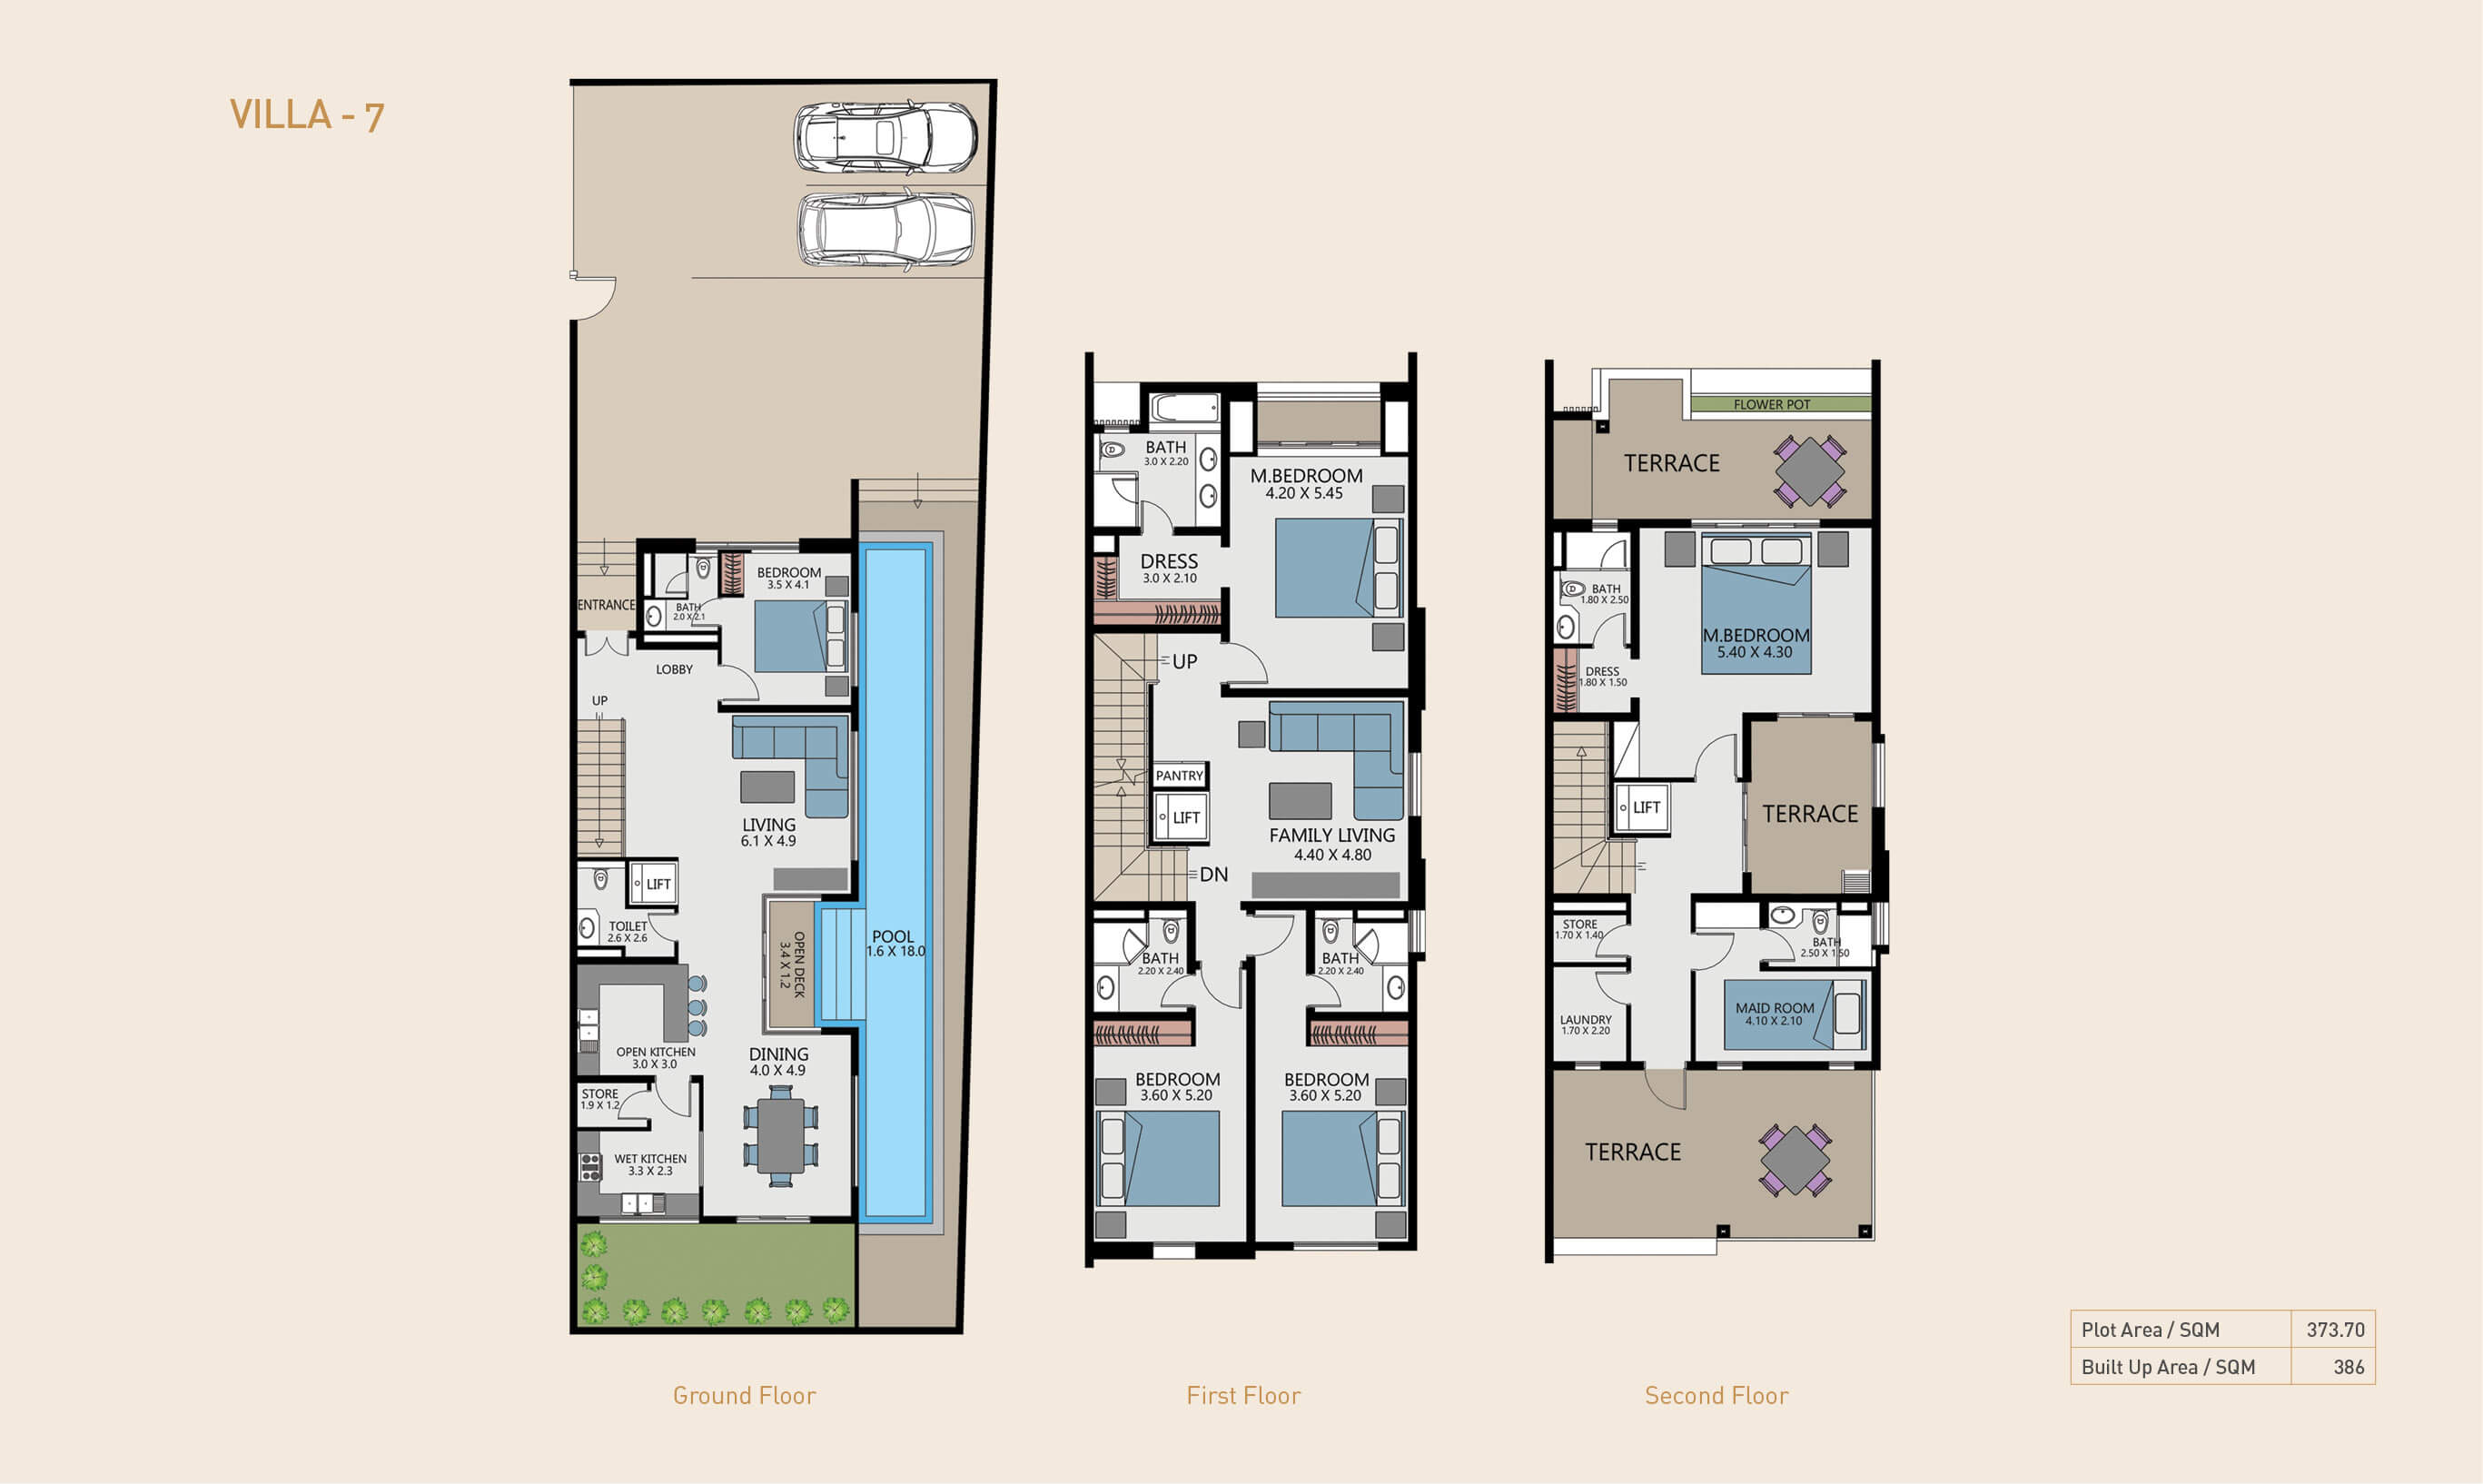 VILLA - 7
BATH
2.0 X 2.1
BEDROOM
3.5 X 4.1
ENTRANCE
LOBBY
UP
LIVING
6.1 X 4.9
LIFT
TOILET
2.6 X 2.6
OPEN DECK
3.4 X 1.2
POOL
1.6 X 18.0
OPEN KITCHEN
3.0 X 3.0
DINING
4.0 X 4.9
STORE
1.9 X 1.2
WET KITCHEN
3.3 X 2.3
Ground Floor
BATH
3.0 X 2.20
M.BEDROOM
4.20 X 5.45
DRESS
3.0 X 2.10
UP
PANTRY
LIFT
FAMILY LIVING
4.40 X 4.80
DN
BATH
2.20 X 2.40
BATH
2.20 X 2.40
BEDROOM
3.60 X 5.20
BEDROOM
3.60 X 5.20
First Floor
FLOWER POT
TERRACE
BATH
1.80 X 2.50
M.BEDROOM
5.40 X 4.30
DRESS
1.80 X 1.50
LIFT
TERRACE
STORE
1.70 X 1.40
BATH
2.50 X 1.50
LAUNDRY
1.70 X 2.20
MAID ROOM
4.10 X 2.10
TERRACE
Second Floor
Plot Area / SQM 373.70
Built Up Area / SQM 386